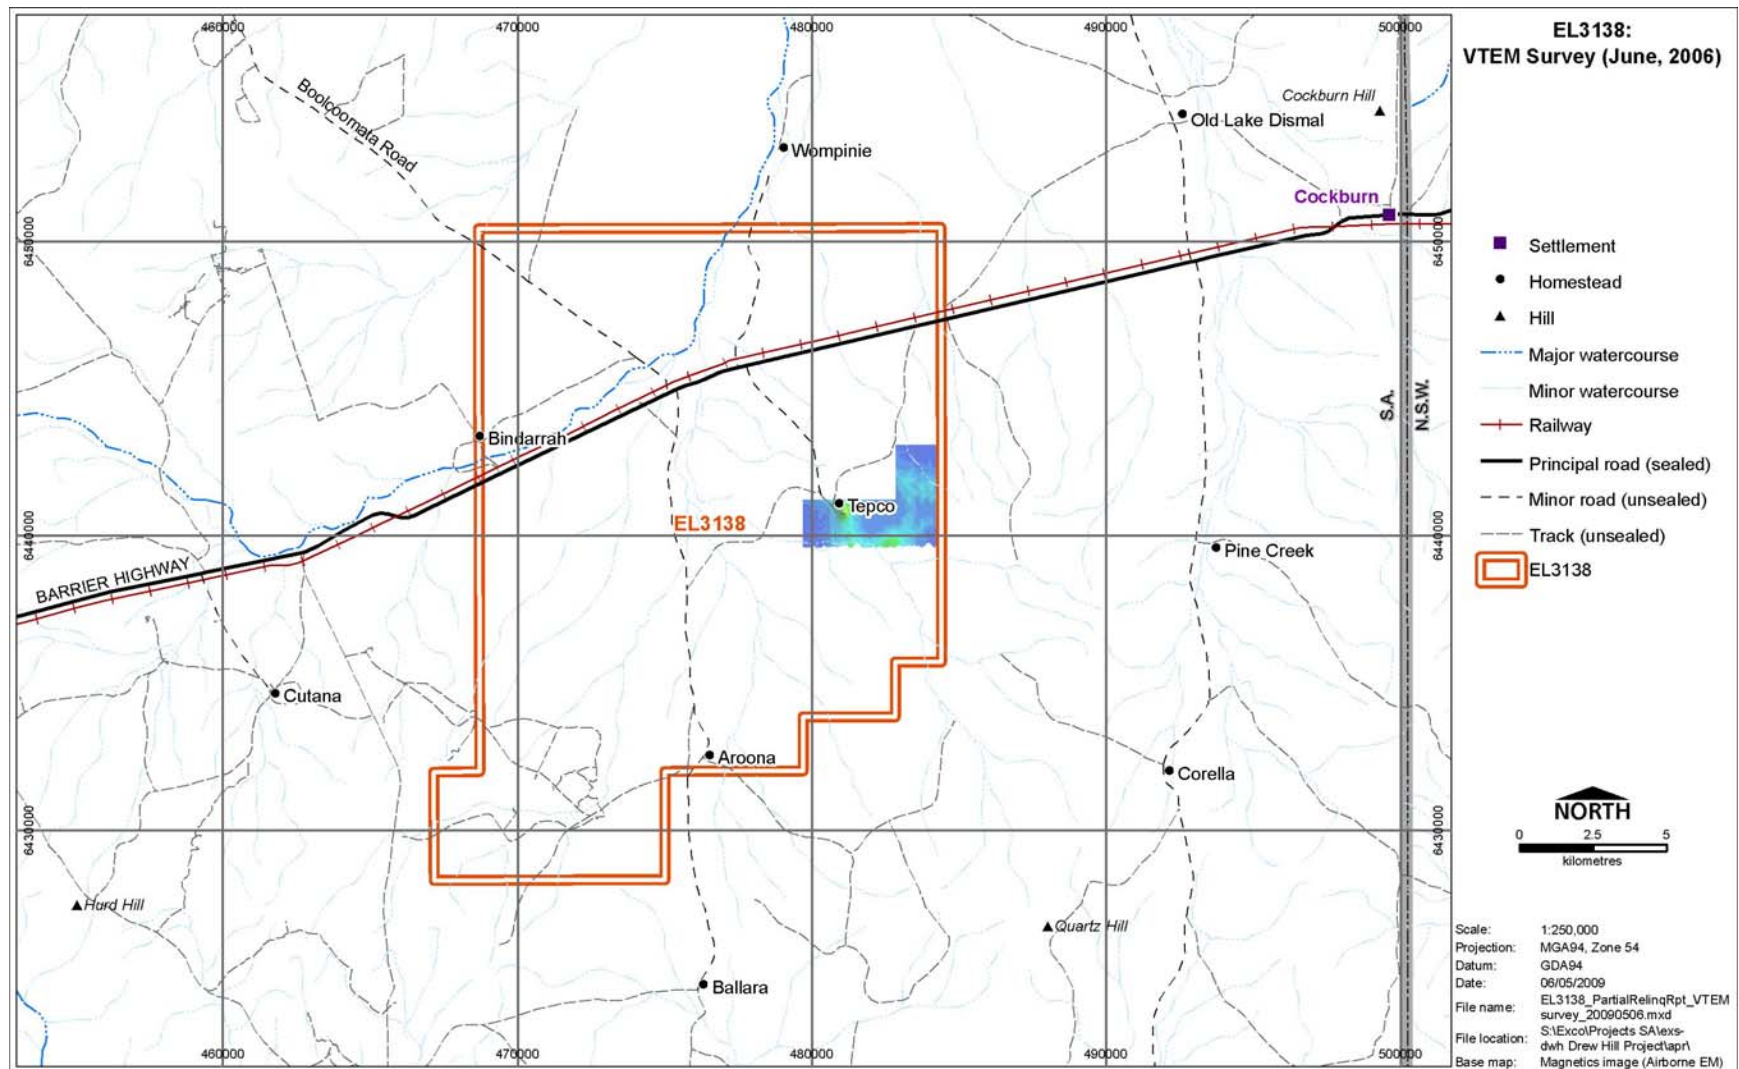 EL3138:
VTEM Survey (June, 2006)
460000
470000
480000
490000
500000
Boolcoomata Road
Wompinie
Old Lake Dismal
Cockburn Hill
Cockburn
6450000
6450000
S.A.
N.S.W.
Bindarrah
Tepco
EL3138
6440000
6440000
Pine Creek
BARRIER HIGHWAY
Cutana
Aroona
Corella
6430000
6430000
Hurd Hill
Quartz Hill
Ballara
460000
470000
480000
490000
500000
Settlement
Homestead
Hill
Major watercourse
Minor watercourse
Railway
Principal road (sealed)
Minor road (unsealed)
Track (unsealed)
EL3138
NORTH
0 2.5 5
kilometres
Scale: 1:250,000
Projection: MGA94, Zone 54
Datum: GDA94
Date: 06/05/2009
File name: EL3138_PartialRelinqRpt_VTEM
survey_20090506.mxd
File location: S:\Exco\Projects SA\exs-
dwh Drew Hill Project\apr\
Base map: Magnetics image (Airborne EM)